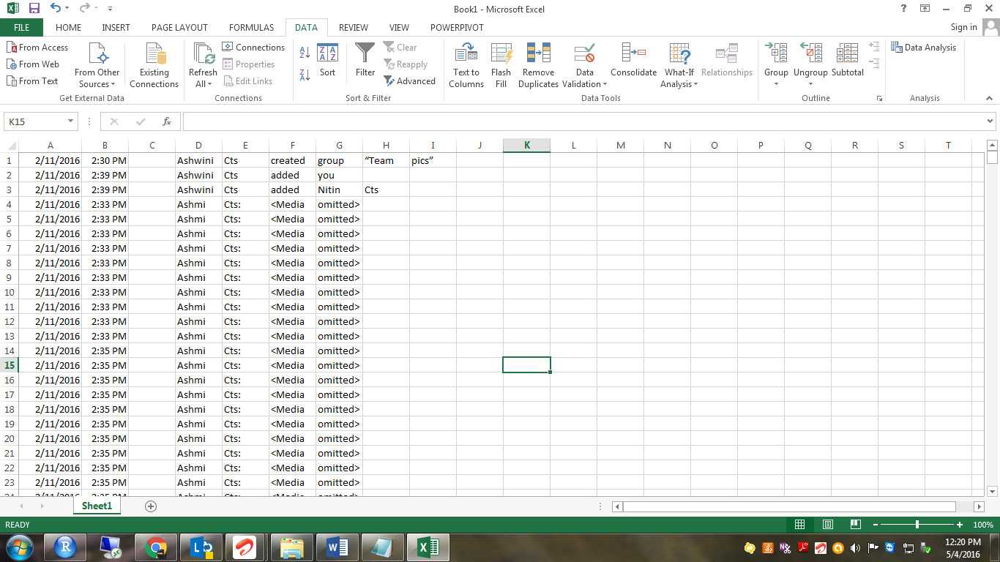 Book1 - Microsoft Excel
FILE HOME INSERT PAGE LAYOUT FORMULAS DATA REVIEW VIEW POWERPIVOT Sign in
From Access
From Web
From Text
From Other Sources
Existing Connections
Get External Data
Refresh All
Connections
Properties
Edit Links
Connections
Sort
Filter
Clear
Reapply
Advanced
Sort & Filter
Text to Columns
Flash Fill
Remove Duplicates
Data Validation
Consolidate
What-If Analysis
Relationships
Data Tools
Group
Ungroup
Subtotal
Outline
Data Analysis
Analysis
K15 fx
A B C D E F G H I J K L M N O P Q R S T
1 2/11/2016 2:30 PM Ashwini Cts created group “Team pics”
2 2/11/2016 2:39 PM Ashwini Cts added you
3 2/11/2016 2:39 PM Ashwini Cts added Nitin Cts
4 2/11/2016 2:33 PM Ashmi Cts: <Media omitted>
5 2/11/2016 2:33 PM Ashmi Cts: <Media omitted>
6 2/11/2016 2:33 PM Ashmi Cts: <Media omitted>
7 2/11/2016 2:33 PM Ashmi Cts: <Media omitted>
8 2/11/2016 2:33 PM Ashmi Cts: <Media omitted>
9 2/11/2016 2:33 PM Ashmi Cts: <Media omitted>
10 2/11/2016 2:33 PM Ashmi Cts: <Media omitted>
11 2/11/2016 2:33 PM Ashmi Cts: <Media omitted>
12 2/11/2016 2:33 PM Ashmi Cts: <Media omitted>
13 2/11/2016 2:33 PM Ashmi Cts: <Media omitted>
14 2/11/2016 2:35 PM Ashmi Cts: <Media omitted>
15 2/11/2016 2:35 PM Ashmi Cts: <Media omitted>
16 2/11/2016 2:35 PM Ashmi Cts: <Media omitted>
17 2/11/2016 2:35 PM Ashmi Cts: <Media omitted>
18 2/11/2016 2:35 PM Ashmi Cts: <Media omitted>
19 2/11/2016 2:35 PM Ashmi Cts: <Media omitted>
20 2/11/2016 2:35 PM Ashmi Cts: <Media omitted>
21 2/11/2016 2:35 PM Ashmi Cts: <Media omitted>
22 2/11/2016 2:35 PM Ashmi Cts: <Media omitted>
23 2/11/2016 2:35 PM Ashmi Cts: <Media omitted>
Sheet1
READY 100%
12:20 PM
5/4/2016